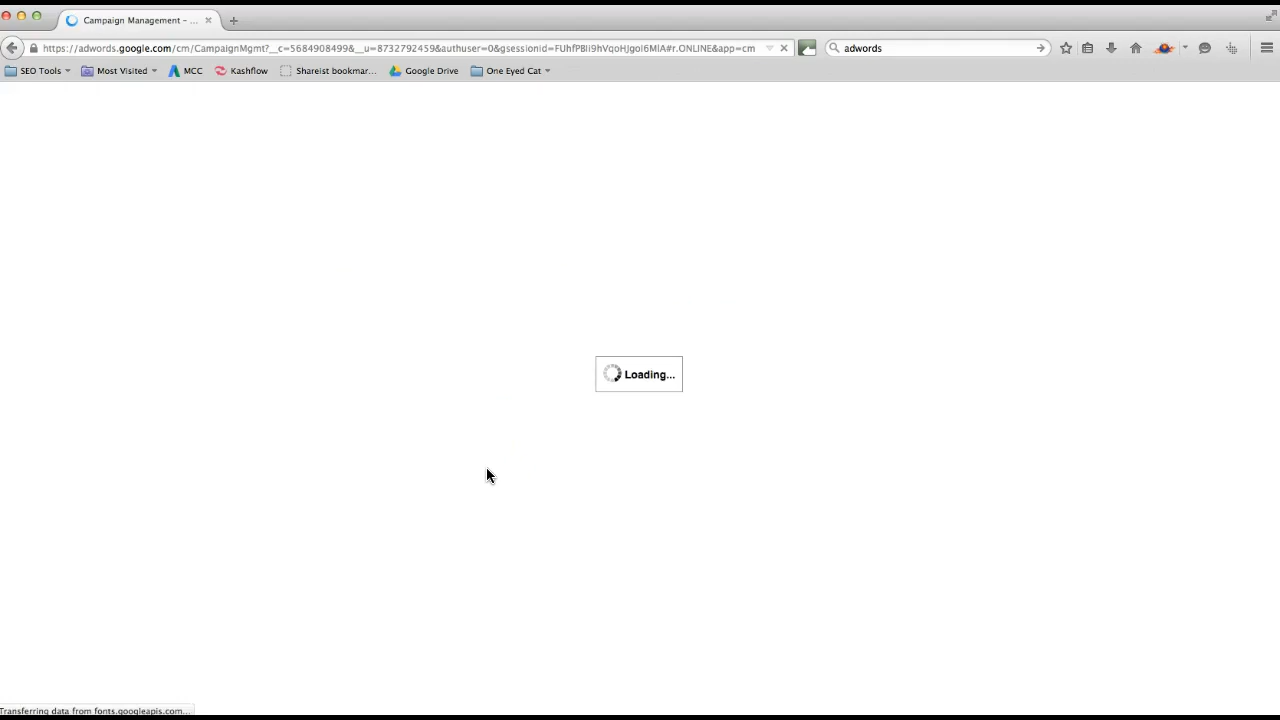 Campaign Management - ...
https://adwords.google.com/cm/CampaignMgmt?__c=5684908499&__u=8732792459&authuser=0&gsessionid=FUhfPBIi9hVqoHJgoI6MlA#r.ONLINE&app=cm
adwords
SEO Tools
Most Visited
MCC
Kashflow
Shareist bookmar...
Google Drive
One Eyed Cat
Loading...
Transferring data from fonts.googleapis.com...